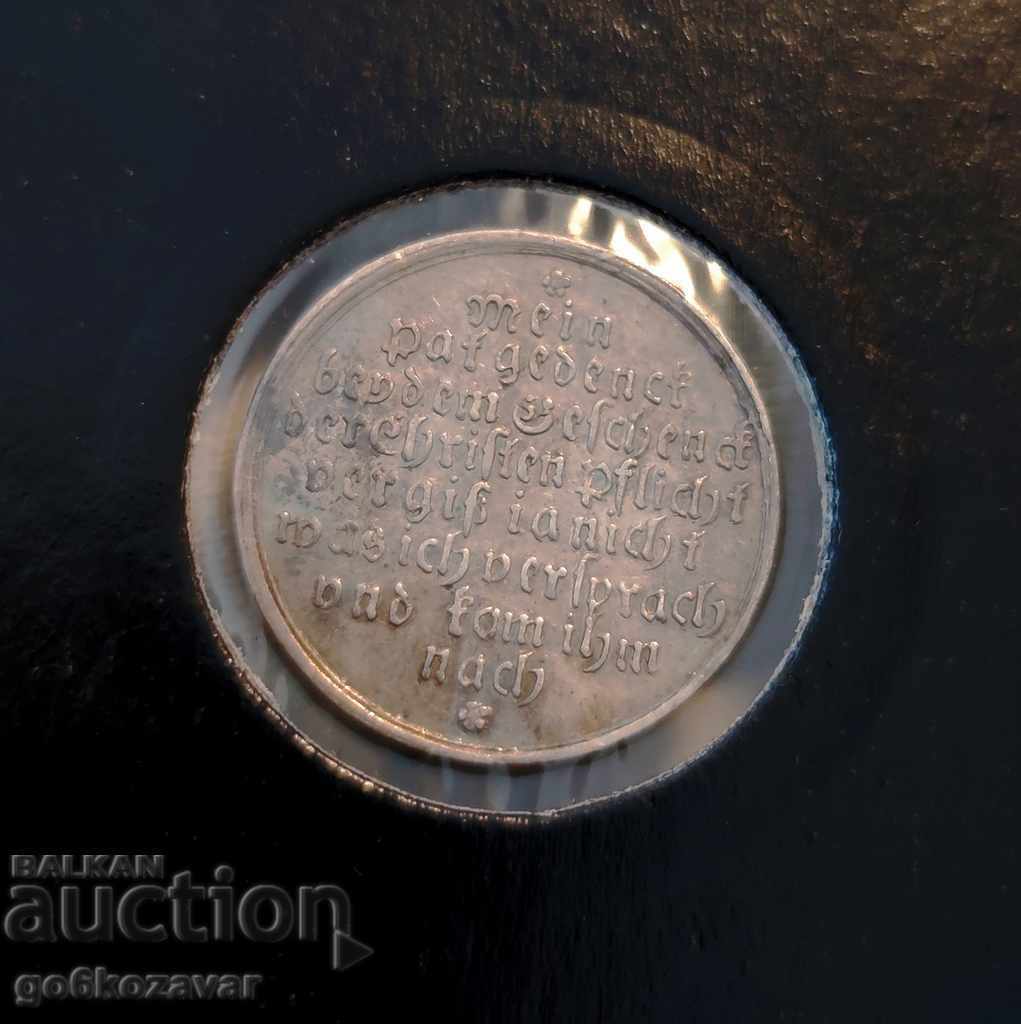 Mein
Pat gedenck
bey dem Geschenck
der Christen pflicht
vergiß ia nicht
was ich versprach
vnd kom ihm
nach
BALKAN
auction
go6kozavar